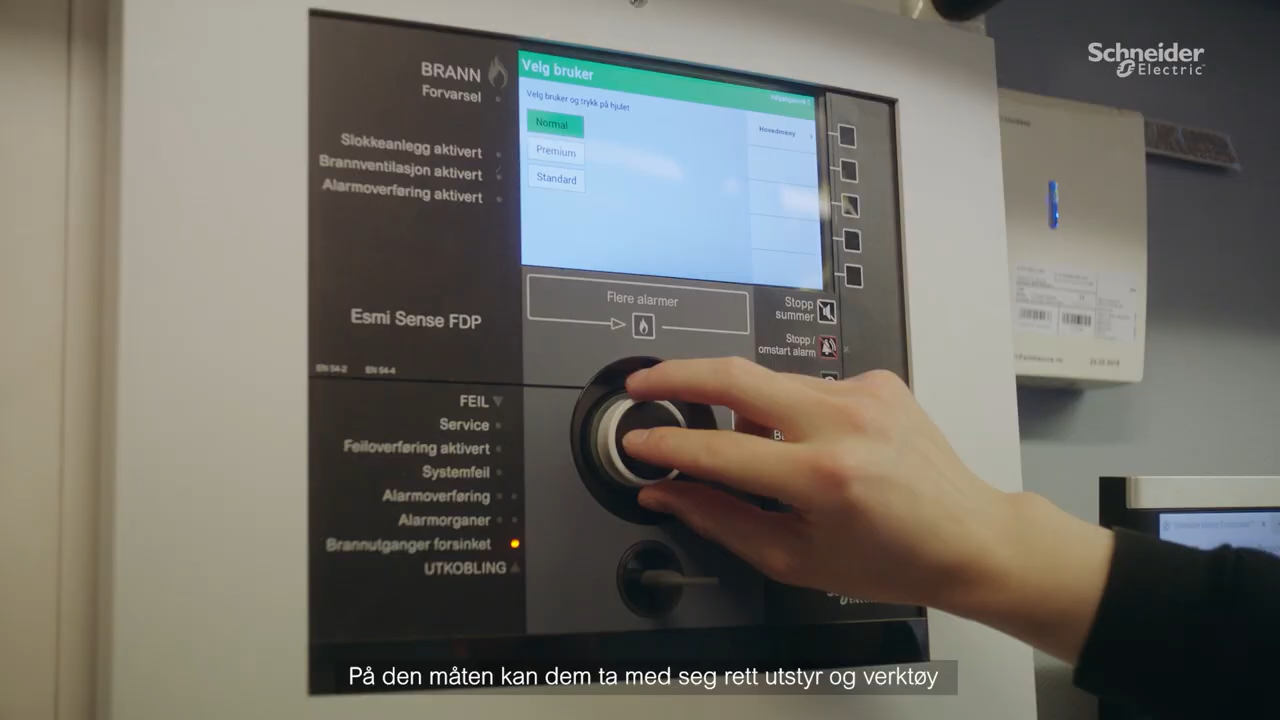 Schneider
Electric
BRANN
Forvarsel
Slokkeanlegg aktivert
Brannventilasjon aktivert
Alarmoverføring aktivert
Velg bruker
Velg bruker og trykk på hjulet
Normal
Premium
Standard
Hovedmeny
Flere alarmer
Stopp
summer
Stopp /
omstart alarm
Esmi Sense FDP
EN 54-2 EN 54-4
FEIL
Service
Feiloverføring aktivert
Systemfeil
Alarmoverføring
Alarmorganer
Brannutganger forsinket
UTKOBLING
På den måten kan dem ta med seg rett utstyr og verktøy